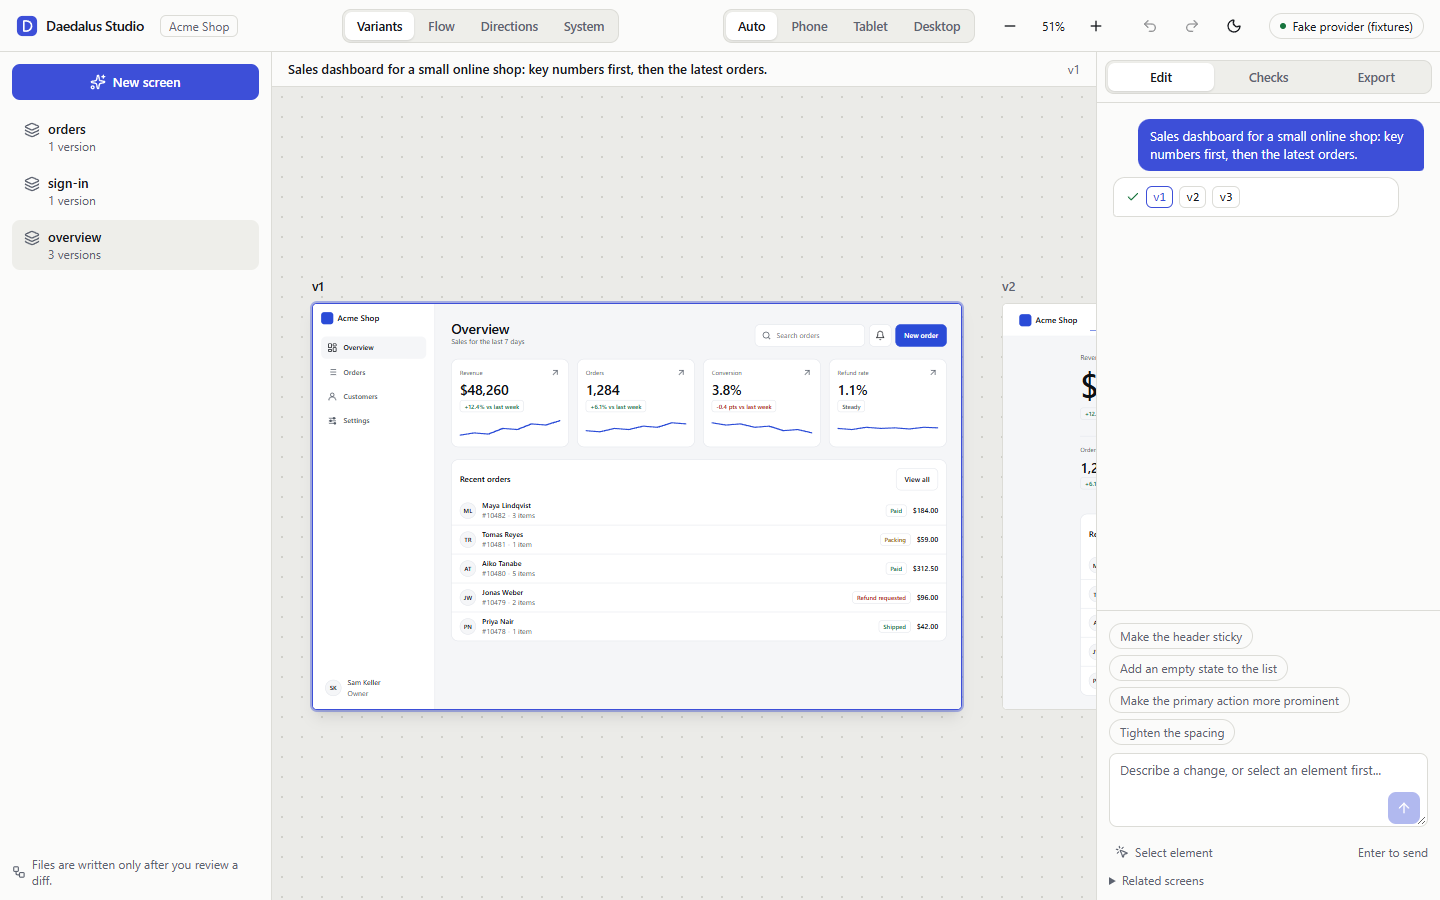 D Daedalus Studio
Acme Shop
Variants
Flow
Directions
System
Auto
Phone
Tablet
Desktop
51%
Fake provider (fixtures)
New screen
orders
1 version
sign-in
1 version
overview
3 versions
Files are written only after you review a
diff.
Sales dashboard for a small online shop: key numbers first, then the latest orders.
v1
v1
Acme Shop
Overview
Orders
Customers
Settings
SK
Sam Keller
Owner
Overview
Sales for the last 7 days
Search orders
New order
Revenue
$48,260
+12.4% vs last week
Orders
1,284
+6.1% vs last week
Conversion
3.8%
-0.4 pts vs last week
Refund rate
1.1%
Steady
Recent orders
View all
ML
Maya Lindqvist
#10482 · 3 items
Paid
$184.00
TR
Tomas Reyes
#10481 · 1 item
Packing
$59.00
AT
Aiko Tanabe
#10480 · 5 items
Paid
$312.50
JW
Jonas Weber
#10479 · 2 items
Refund requested
$96.00
PN
Priya Nair
#10478 · 1 item
Shipped
$42.00
v2
Acme Shop
$
1,2
Edit
Checks
Export
Sales dashboard for a small online shop: key
numbers first, then the latest orders.
v1
v2
v3
Make the header sticky
Add an empty state to the list
Make the primary action more prominent
Tighten the spacing
Describe a change, or select an element first...
Select element
Enter to send
Related screens